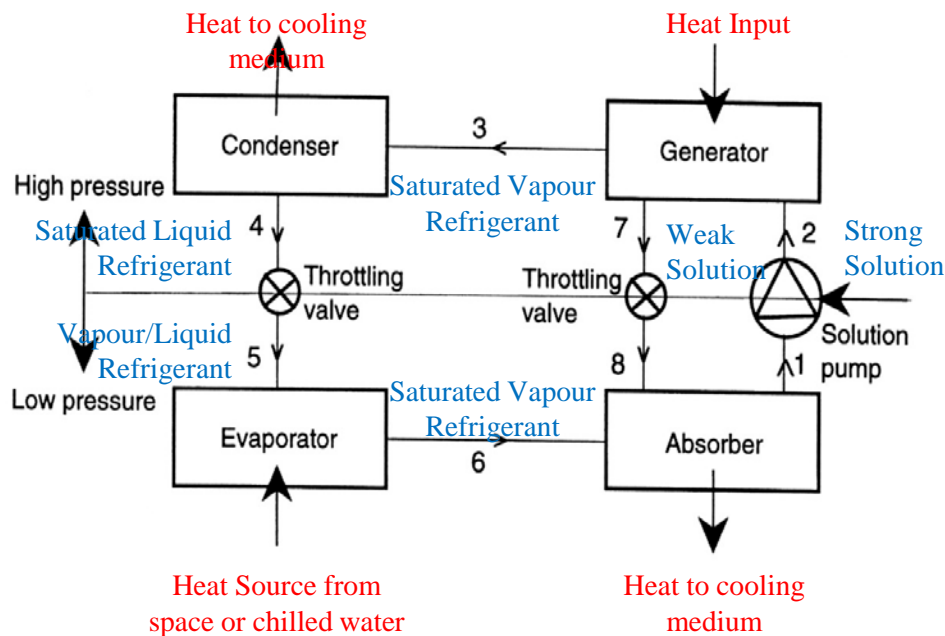 Heat to cooling
medium
Heat Input
Condenser
3
Generator
High pressure
Saturated Vapour
Refrigerant
Saturated Liquid
Refrigerant
4
7
Weak
Solution
2
Strong
Solution
Throttling
valve
Throttling
valve
Vapour/Liquid
Refrigerant
5
8
1
Solution
pump
Low pressure
Saturated Vapour
Refrigerant
Evaporator
6
Absorber
Heat Source from
space or chilled water
Heat to cooling
medium